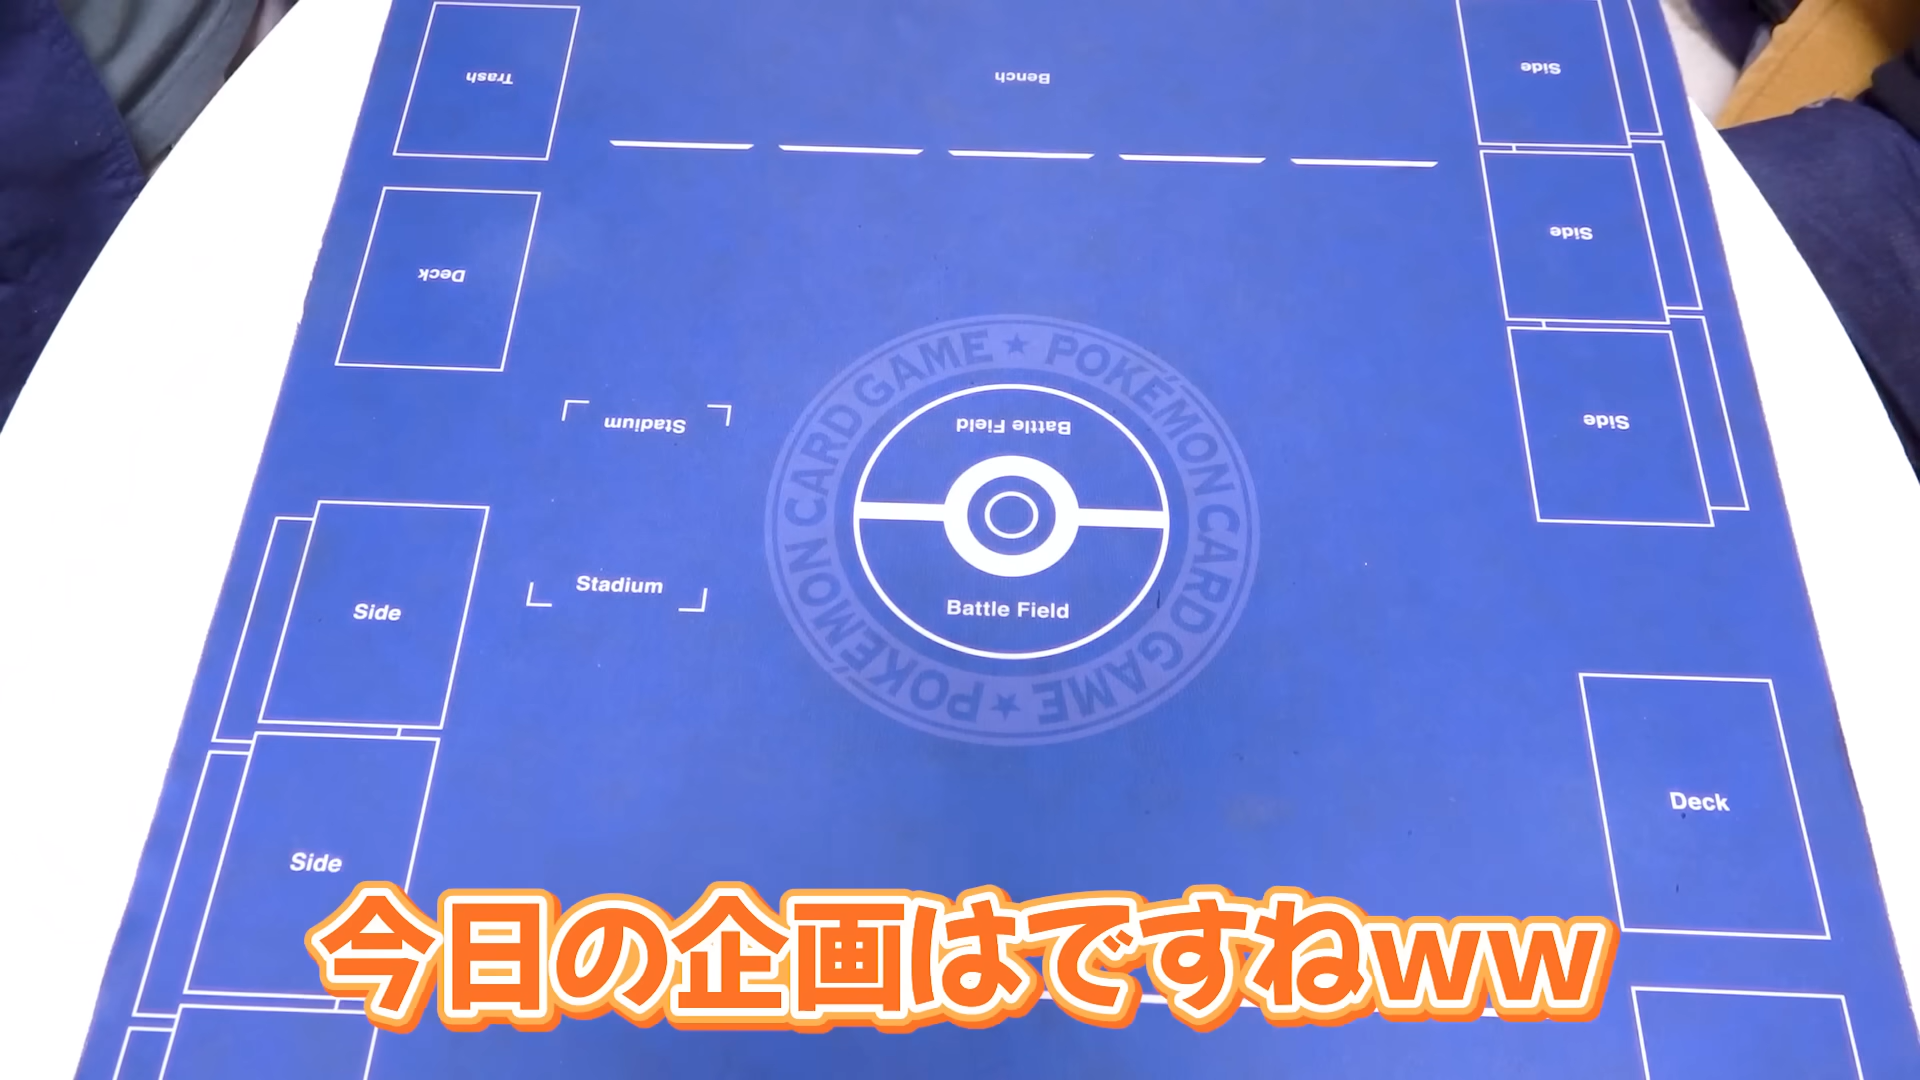 Trash
Bench
Side
Deck
Side
Stadium
Side
POKÉMON CARD GAME ★ POKÉMON CARD GAME ★
Battle Field
Battle Field
Stadium
Side
Deck
Side
今日の企画はですねww